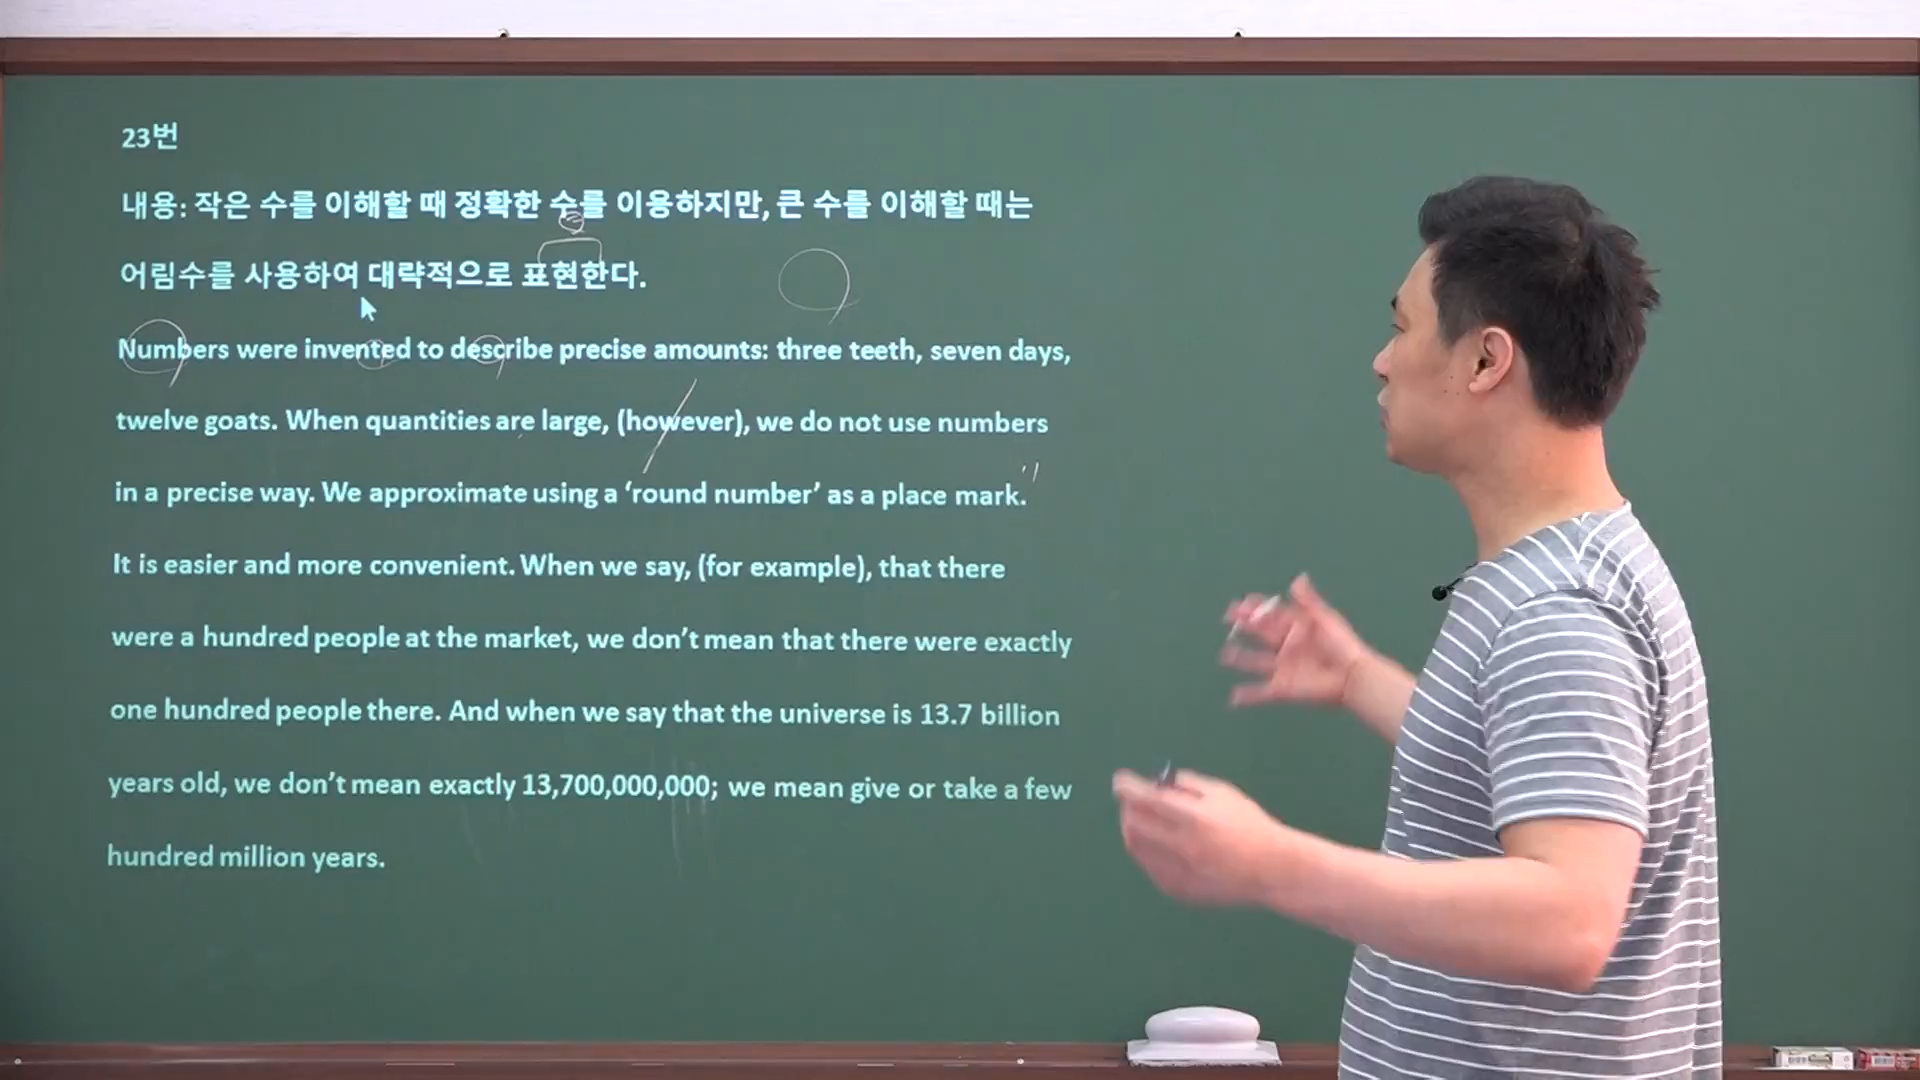 23번
내용: 작은 수를 이해할 때 정확한 수를 이용하지만, 큰 수를 이해할 때는
어림수를 사용하여 대략적으로 표현한다.
Numbers were invented to describe precise amounts: three teeth, seven days,
twelve goats. When quantities are large, (however), we do not use numbers
in a precise way. We approximate using a ‘round number’ as a place mark.
It is easier and more convenient. When we say, (for example), that there
were a hundred people at the market, we don’t mean that there were exactly
one hundred people there. And when we say that the universe is 13.7 billion
years old, we don’t mean exactly 13,700,000,000; we mean give or take a few
hundred million years.